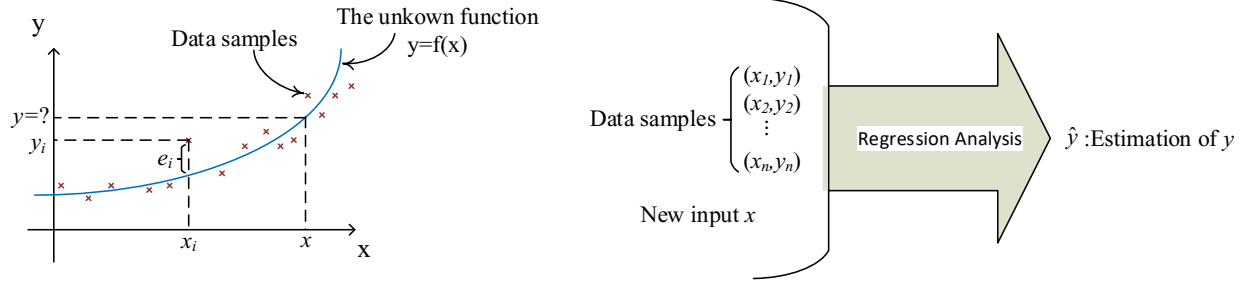 y
The unkown function
y=f(x)
Data samples
y=?
y_i
e_i
x_i
x
x
Data samples
(x_1,y_1)
(x_2,y_2)
⋮
(x_n,y_n)
New input x
Regression Analysis
ŷ :Estimation of y